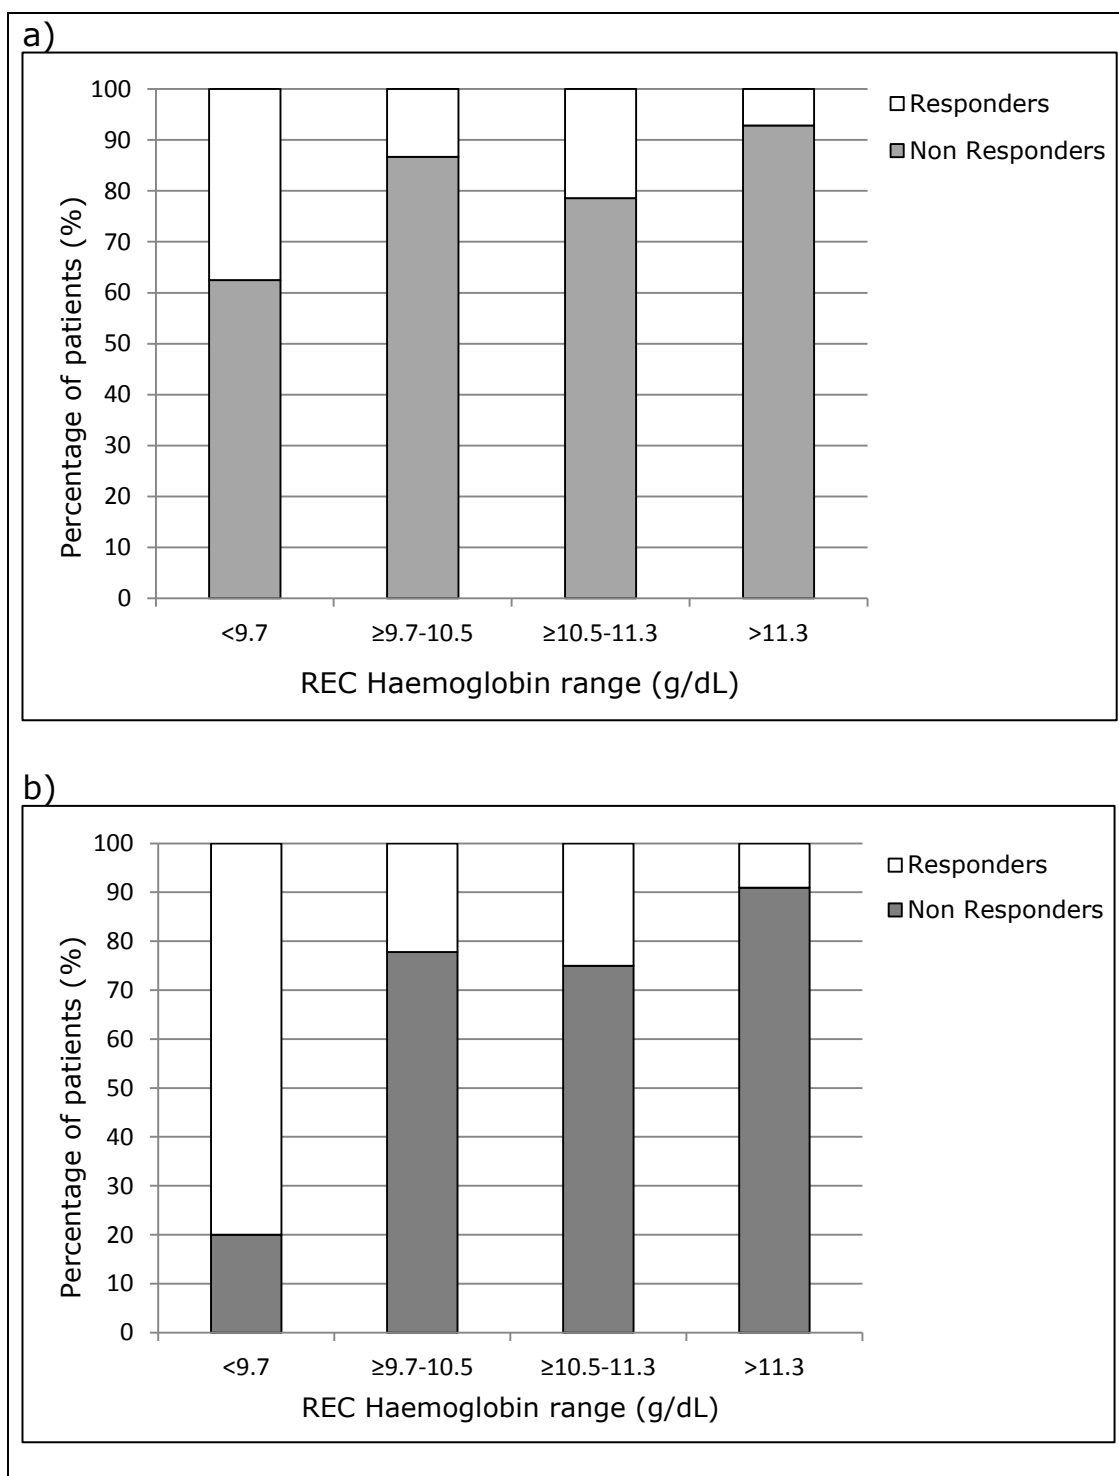 a)
100
90
80
70
60
50
40
30
20
10
0
Percentage of patients (%)
<9.7 ≥9.7-10.5 ≥10.5-11.3 >11.3
REC Haemoglobin range (g/dL)
Responders
Non Responders
b)
100
90
80
70
60
50
40
30
20
10
0
Percentage of patients (%)
<9.7 ≥9.7-10.5 ≥10.5-11.3 >11.3
REC Haemoglobin range (g/dL)
Responders
Non Responders